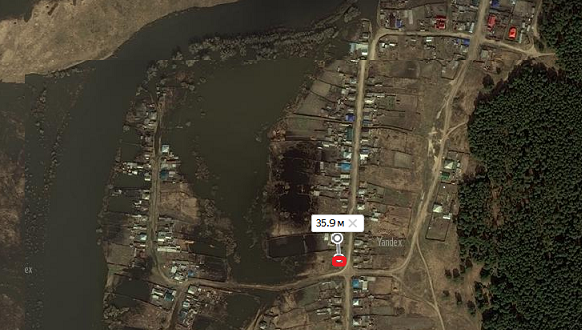 35.9 м
Yandex
ex